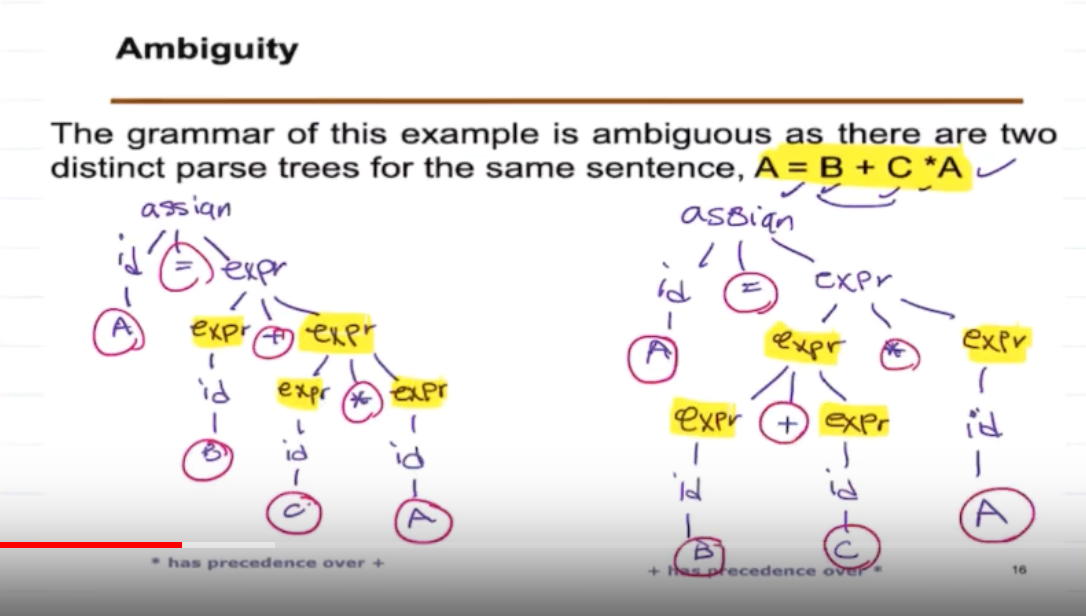 Ambiguity
The grammar of this example is ambiguous as there are two
distinct parse trees for the same sentence, A = B + C *A
assign
id = expr
A expr + expr
id expr * expr
B id id
C A
* has precedence over +
assign
id = expr
A expr * expr
expr + expr id
id id A
B C
+ has precedence over *
16